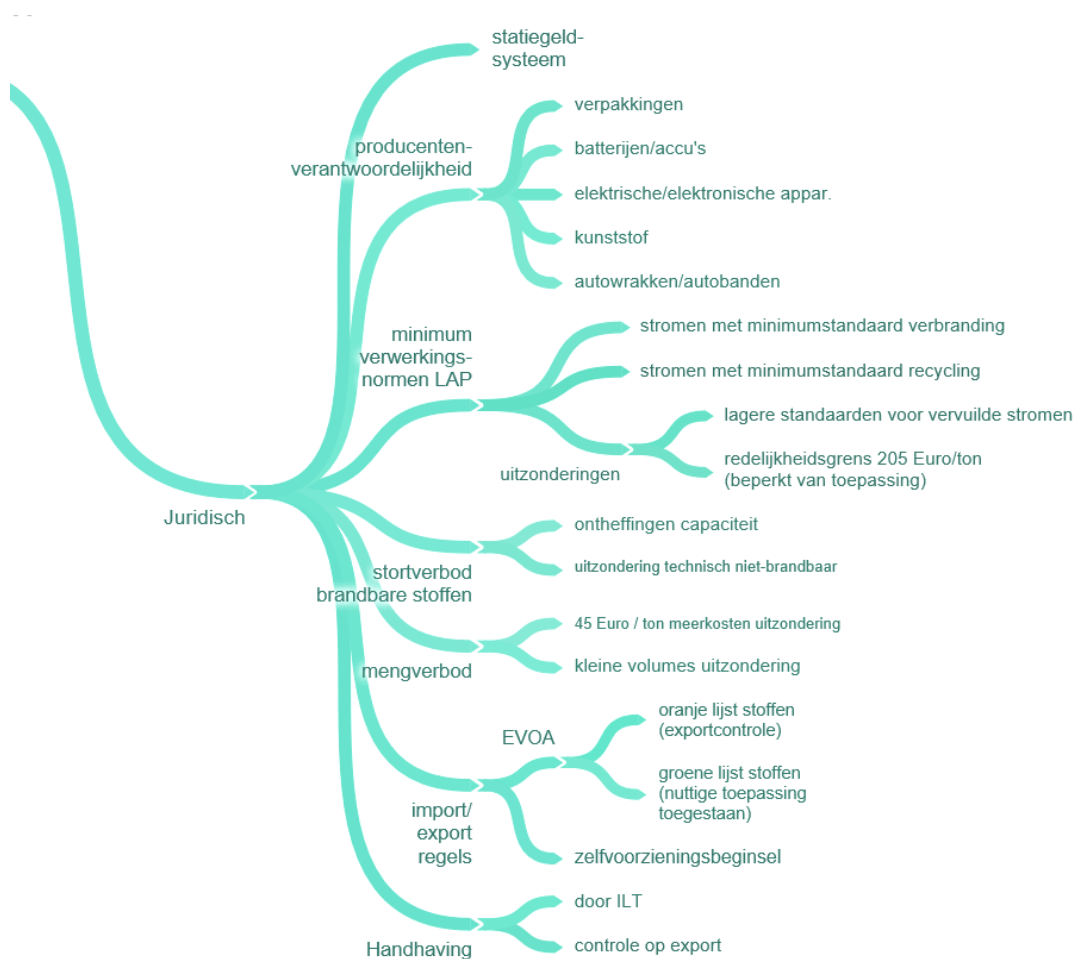 statiegeld-
systeem
producenten-
verantwoordelijkheid
verpakkingen
batterijen/accu's
elektrische/elektronische appar.
kunststof
autowrakken/autobanden
minimum
verwerkings-
normen LAP
stromen met minimumstandaard verbranding
stromen met minimumstandaard recycling
uitzonderingen
lagere standaarden voor vervuilde stromen
redelijkheidsgrens 205 Euro/ton
(beperkt van toepassing)
Juridisch
stortverbod
brandbare stoffen
ontheffingen capaciteit
uitzondering technisch niet-brandbaar
mengverbod
45 Euro / ton meerkosten uitzondering
kleine volumes uitzondering
import/
export
regels
EVOA
oranje lijst stoffen
(exportcontrole)
groene lijst stoffen
(nuttige toepassing
toegestaan)
zelfvoorzieningsbeginsel
Handhaving
door ILT
controle op export